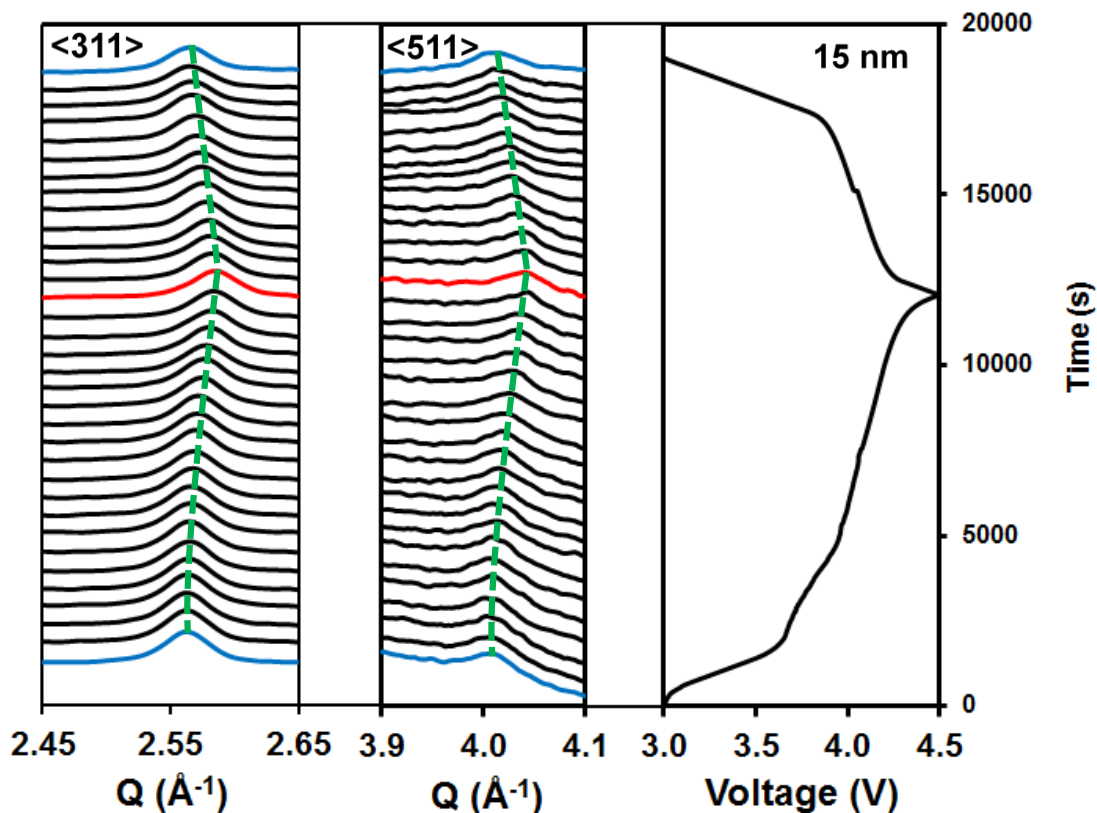 <311>
<511>
15 nm
20000
15000
10000
5000
0
Time (s)
2.45 2.55 2.65
3.9 4.0 4.1
3.0 3.5 4.0 4.5
Q (Å-1)
Q (Å-1)
Voltage (V)